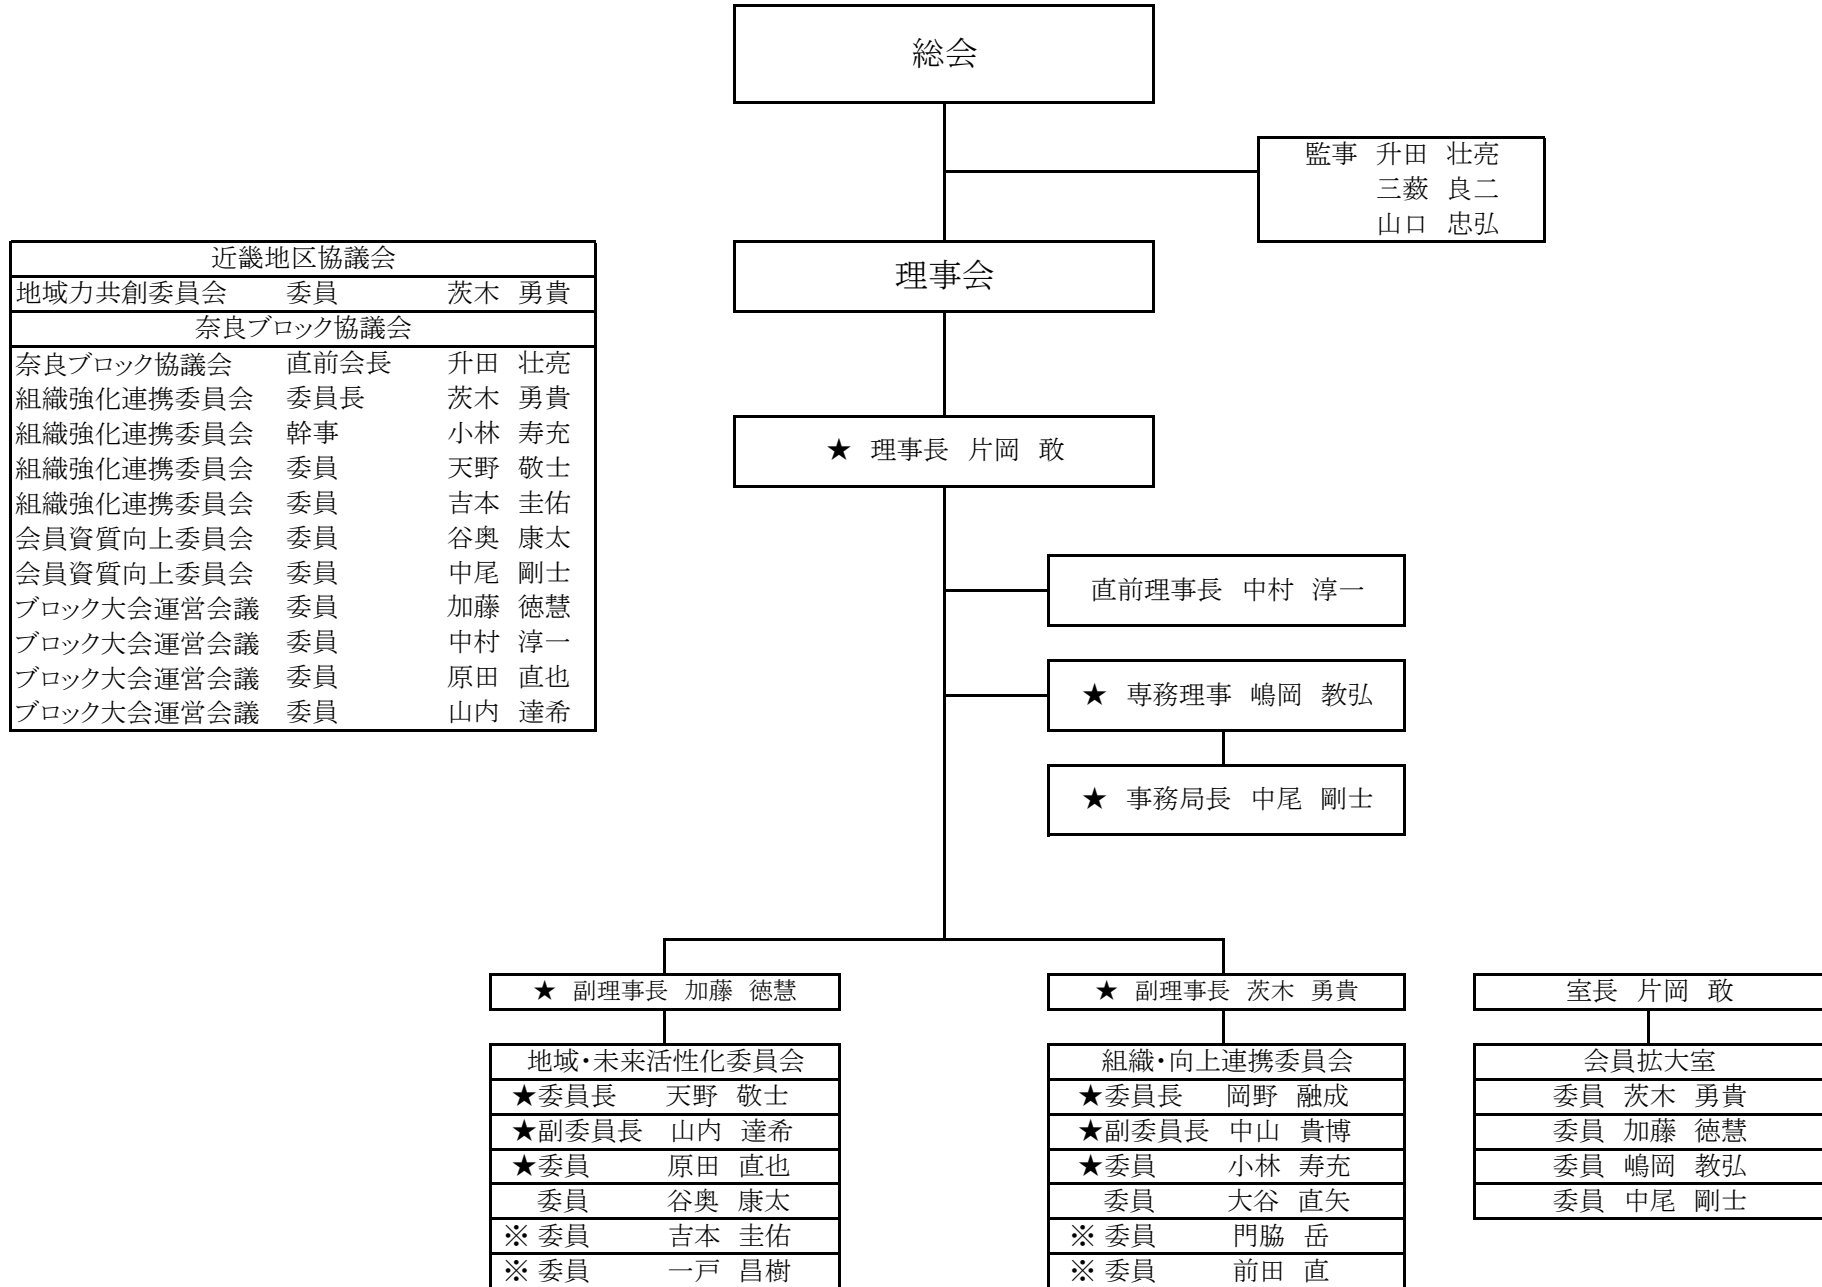 総会
監事 升田 壮亮
三薮 良二
山口 忠弘
理事会
★ 理事長 片岡 敢
近畿地区協議会
地域力共創委員会 委員 茨木 勇貴
奈良ブロック協議会
奈良ブロック協議会 直前会長 升田 壮亮
組織強化連携委員会 委員長 茨木 勇貴
組織強化連携委員会 幹事 小林 寿充
組織強化連携委員会 委員 天野 敬士
組織強化連携委員会 委員 吉本 圭佑
会員資質向上委員会 委員 谷奥 康太
会員資質向上委員会 委員 中尾 剛士
ブロック大会運営会議 委員 加藤 徳慧
ブロック大会運営会議 委員 中村 淳一
ブロック大会運営会議 委員 原田 直也
ブロック大会運営会議 委員 山内 達希
直前理事長 中村 淳一
★ 専務理事 嶋岡 教弘
★ 事務局長 中尾 剛士
★ 副理事長 加藤 徳慧
地域・未来活性化委員会
★委員長 天野 敬士
★副委員長 山内 達希
★委員 原田 直也
委員 谷奥 康太
※ 委員 吉本 圭佑
※ 委員 一戸 昌樹
★ 副理事長 茨木 勇貴
組織・向上連携委員会
★委員長 岡野 融成
★副委員長 中山 貴博
★委員 小林 寿充
委員 大谷 直矢
※ 委員 門脇 岳
※ 委員 前田 直
室長 片岡 敢
会員拡大室
委員 茨木 勇貴
委員 加藤 徳慧
委員 嶋岡 教弘
委員 中尾 剛士